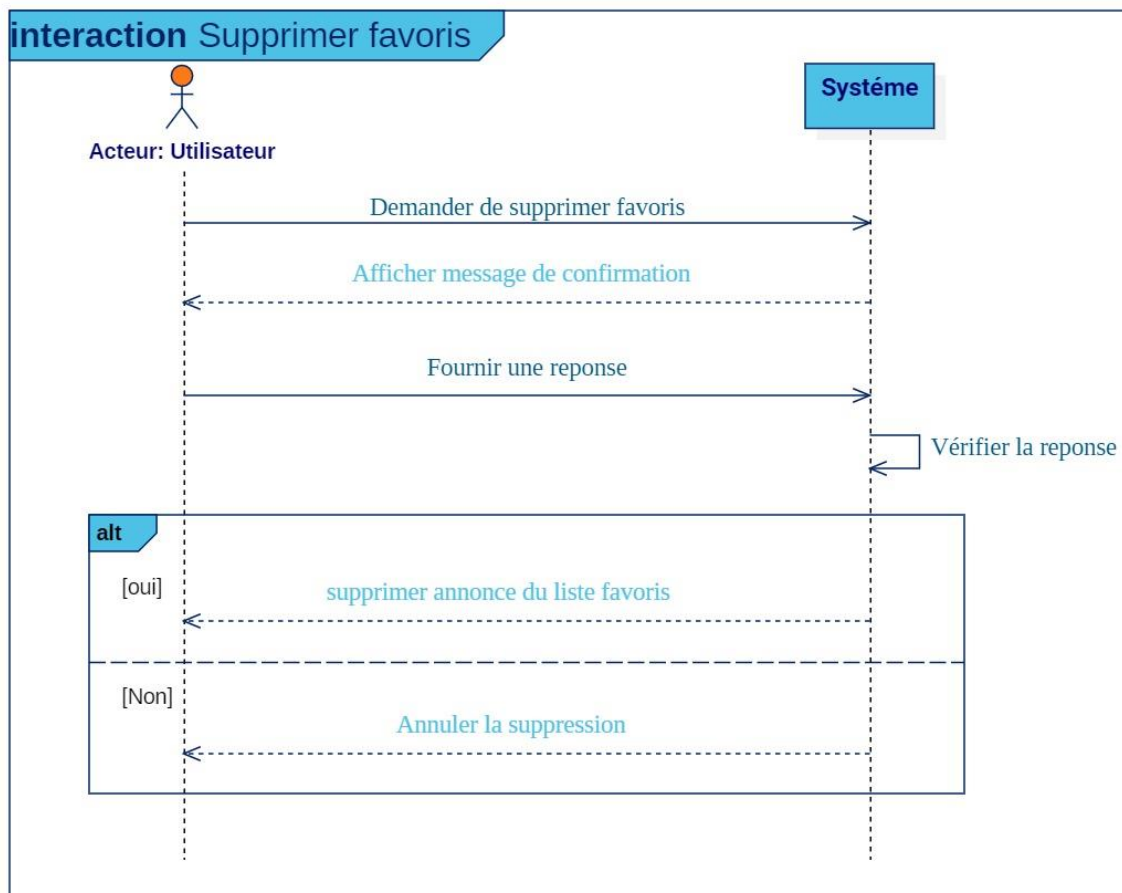 interaction Supprimer favoris
Systéme
Acteur: Utilisateur
Demander de supprimer favoris
Afficher message de confirmation
Fournir une reponse
Vérifier la reponse
alt
[oui]
supprimer annonce du liste favoris
[Non]
Annuler la suppression